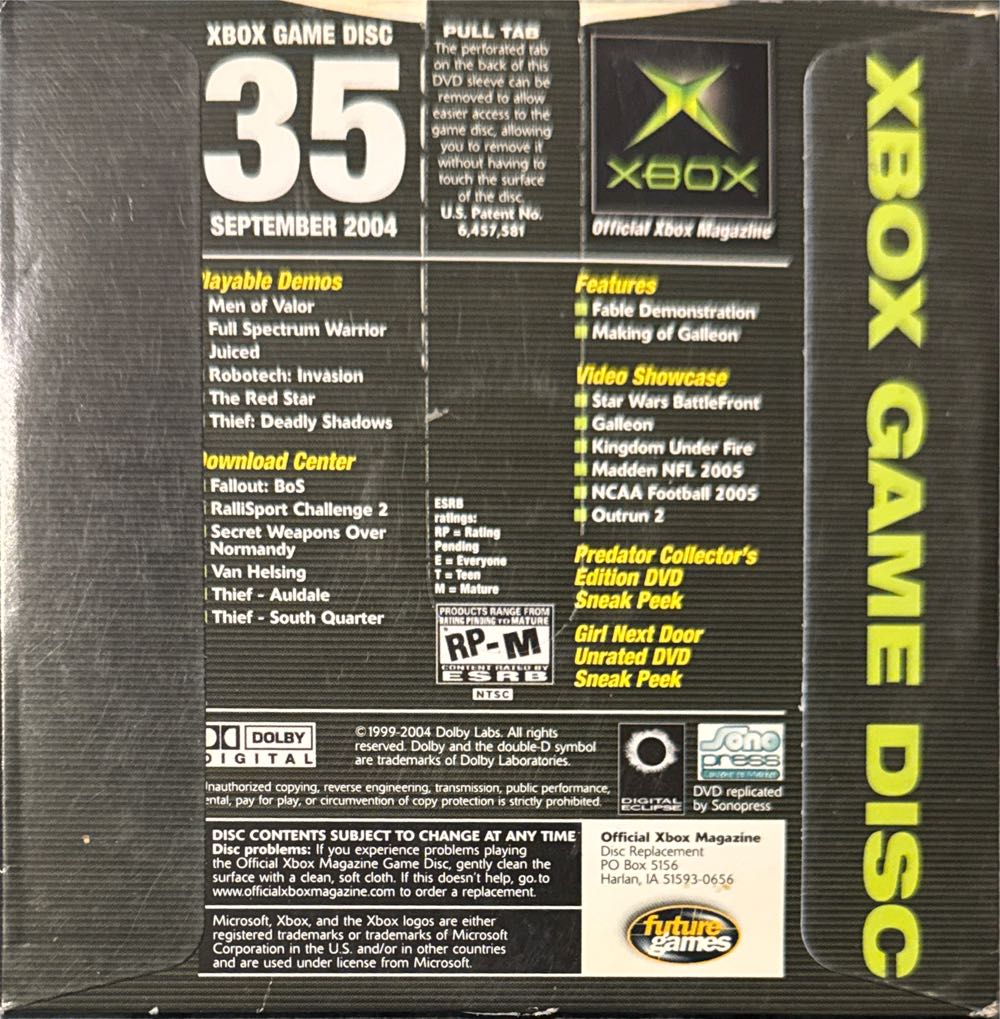 XBOX GAME DISC
35
SEPTEMBER 2004
PULL TAB
The perforated tab
on the back of this
DVD sleeve can be
removed to allow
easier access to the
game disc, allowing
you to remove it
without having to
touch the surface
of the disc.
U.S. Patent No.
6,457,581
XBOX
Official Xbox Magazine
layable Demos
Men of Valor
Full Spectrum Warrior
Juiced
Robotech: Invasion
The Red Star
Thief: Deadly Shadows
ownload Center
Fallout: BoS
RalliSport Challenge 2
Secret Weapons Over
Normandy
Van Helsing
Thief - Auldale
Thief - South Quarter
ESRB
ratings:
RP = Rating
Pending
E = Everyone
T = Teen
M = Mature
PRODUCTS RANGE FROM
RATING PENDING TO MATURE
RP-M
CONTENT RATED BY
ESRB
NTSC
Features
Fable Demonstration
Making of Galleon
Video Showcase
Star Wars BattleFront
Galleon
Kingdom Under Fire
Madden NFL 2005
NCAA Football 2005
Outrun 2
Predator Collector's
Edition DVD
Sneak Peek
Girl Next Door
Unrated DVD
Sneak Peek
DOLBY
DIGITAL
©1999-2004 Dolby Labs. All rights
reserved. Dolby and the double-D symbol
are trademarks of Dolby Laboratories.
Unauthorized copying, reverse engineering, transmission, public performance,
ental, pay for play, or circumvention of copy protection is strictly prohibited.
DIGITAL
ECLIPSE
Sono
press
Content to Market
DVD replicated
by Sonopress
DISC CONTENTS SUBJECT TO CHANGE AT ANY TIME
Disc problems: If you experience problems playing
the Official Xbox Magazine Game Disc, gently clean the
surface with a clean, soft cloth. If this doesn't help, go to
www.officialxboxmagazine.com to order a replacement.
Microsoft, Xbox, and the Xbox logos are either
registered trademarks or trademarks of Microsoft
Corporation in the U.S. and/or in other countries
and are used under license from Microsoft.
Official Xbox Magazine
Disc Replacement
PO Box 5156
Harlan, IA 51593-0656
future
games
XBOX GAME DISC